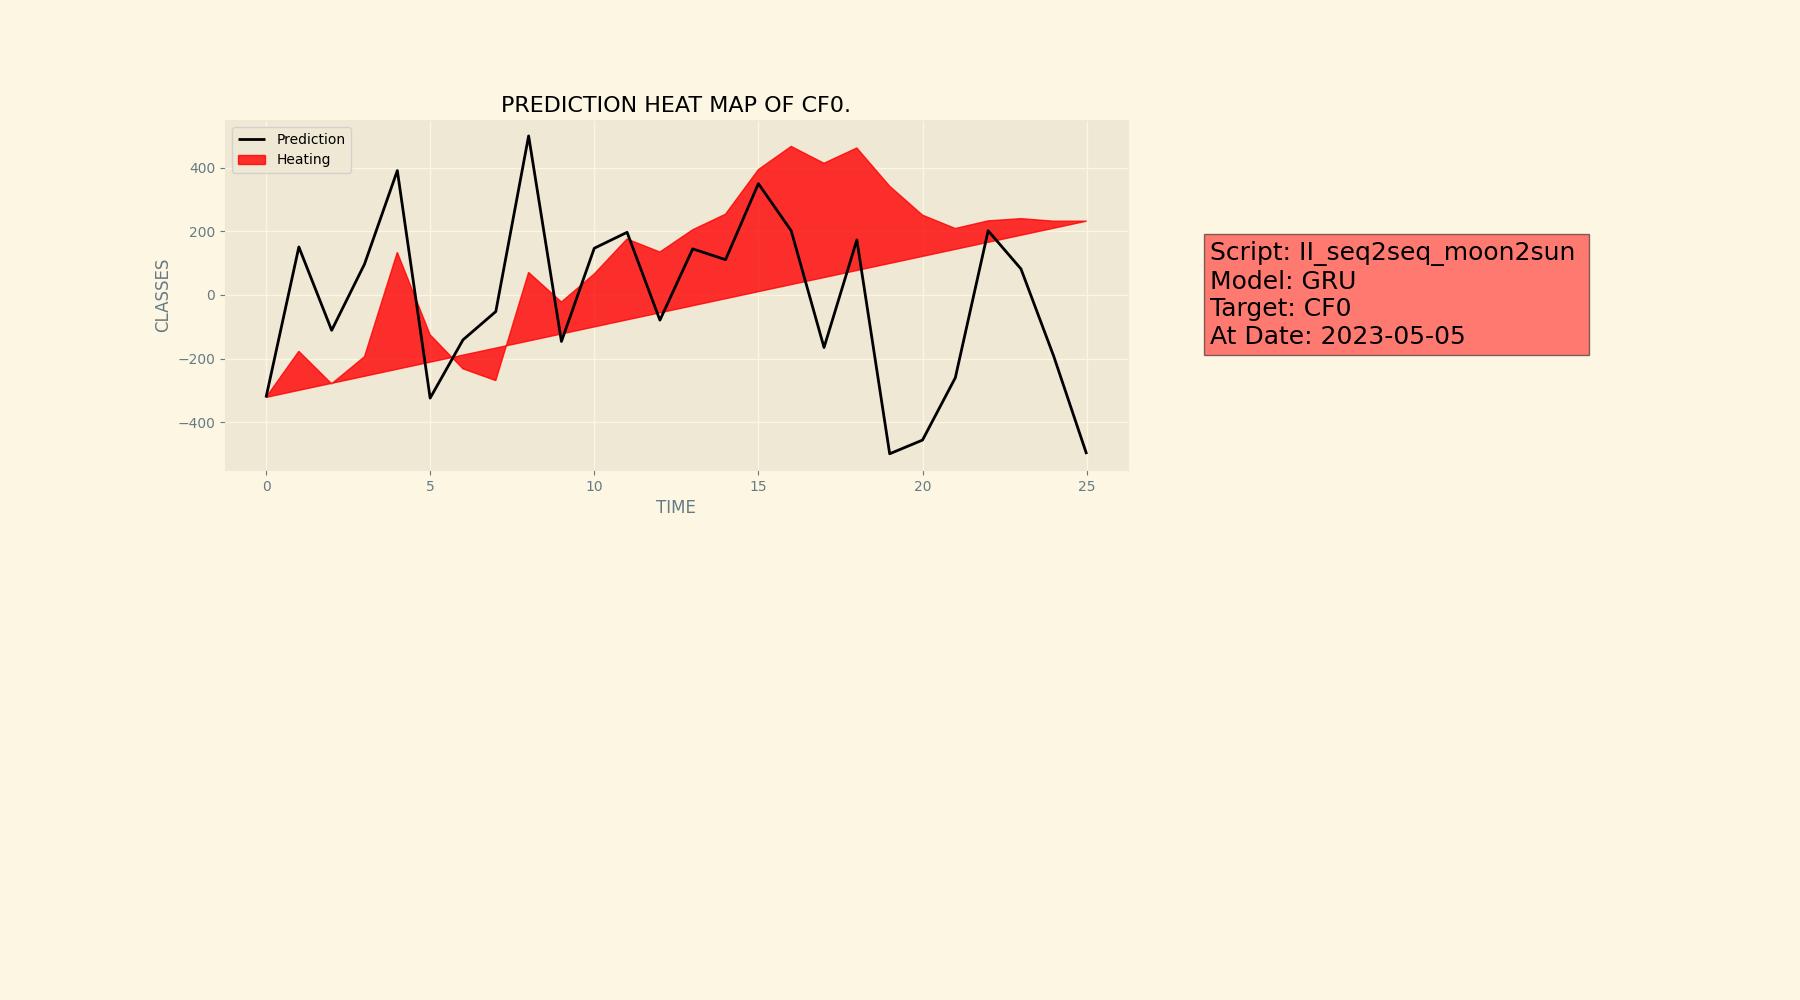 PREDICTION HEAT MAP OF CF0.
Prediction
Heating
400
200
0
−200
−400
CLASSES
0 5 10 15 20 25
TIME
Script: II_seq2seq_moon2sun
Model: GRU
Target: CF0
At Date: 2023-05-05